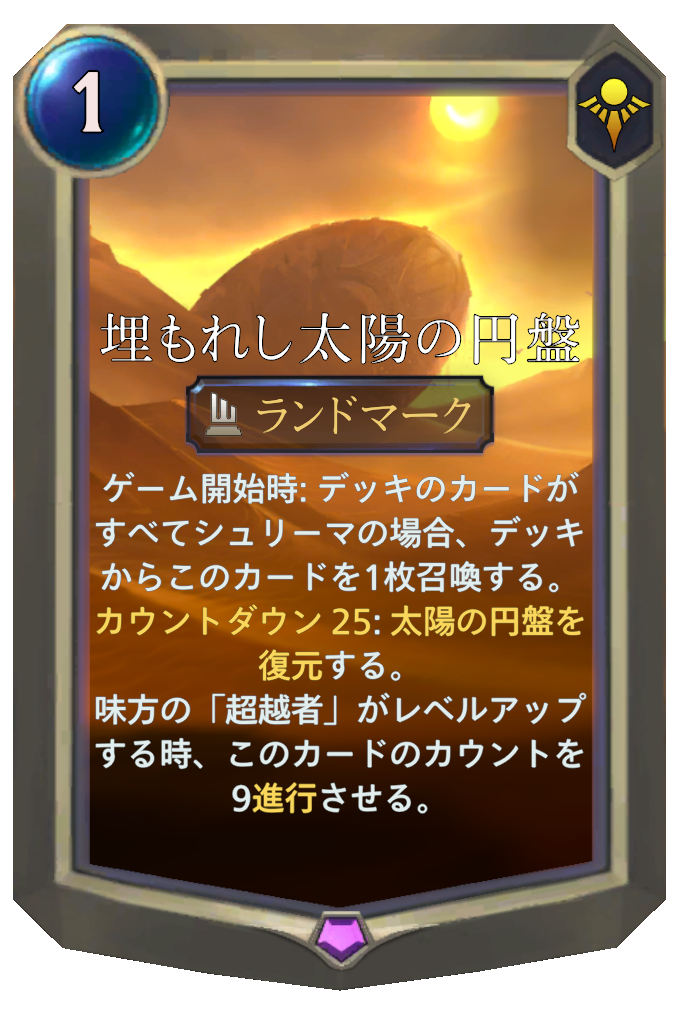 1
埋もれし太陽の円盤
ランドマーク
ゲーム開始時: デッキのカードが
すべてシュリーマの場合、デッキ
からこのカードを1枚召喚する。
カウントダウン 25: 太陽の円盤を
復元する。
味方の「超越者」がレベルアップ
する時、このカードのカウントを
9進行させる。